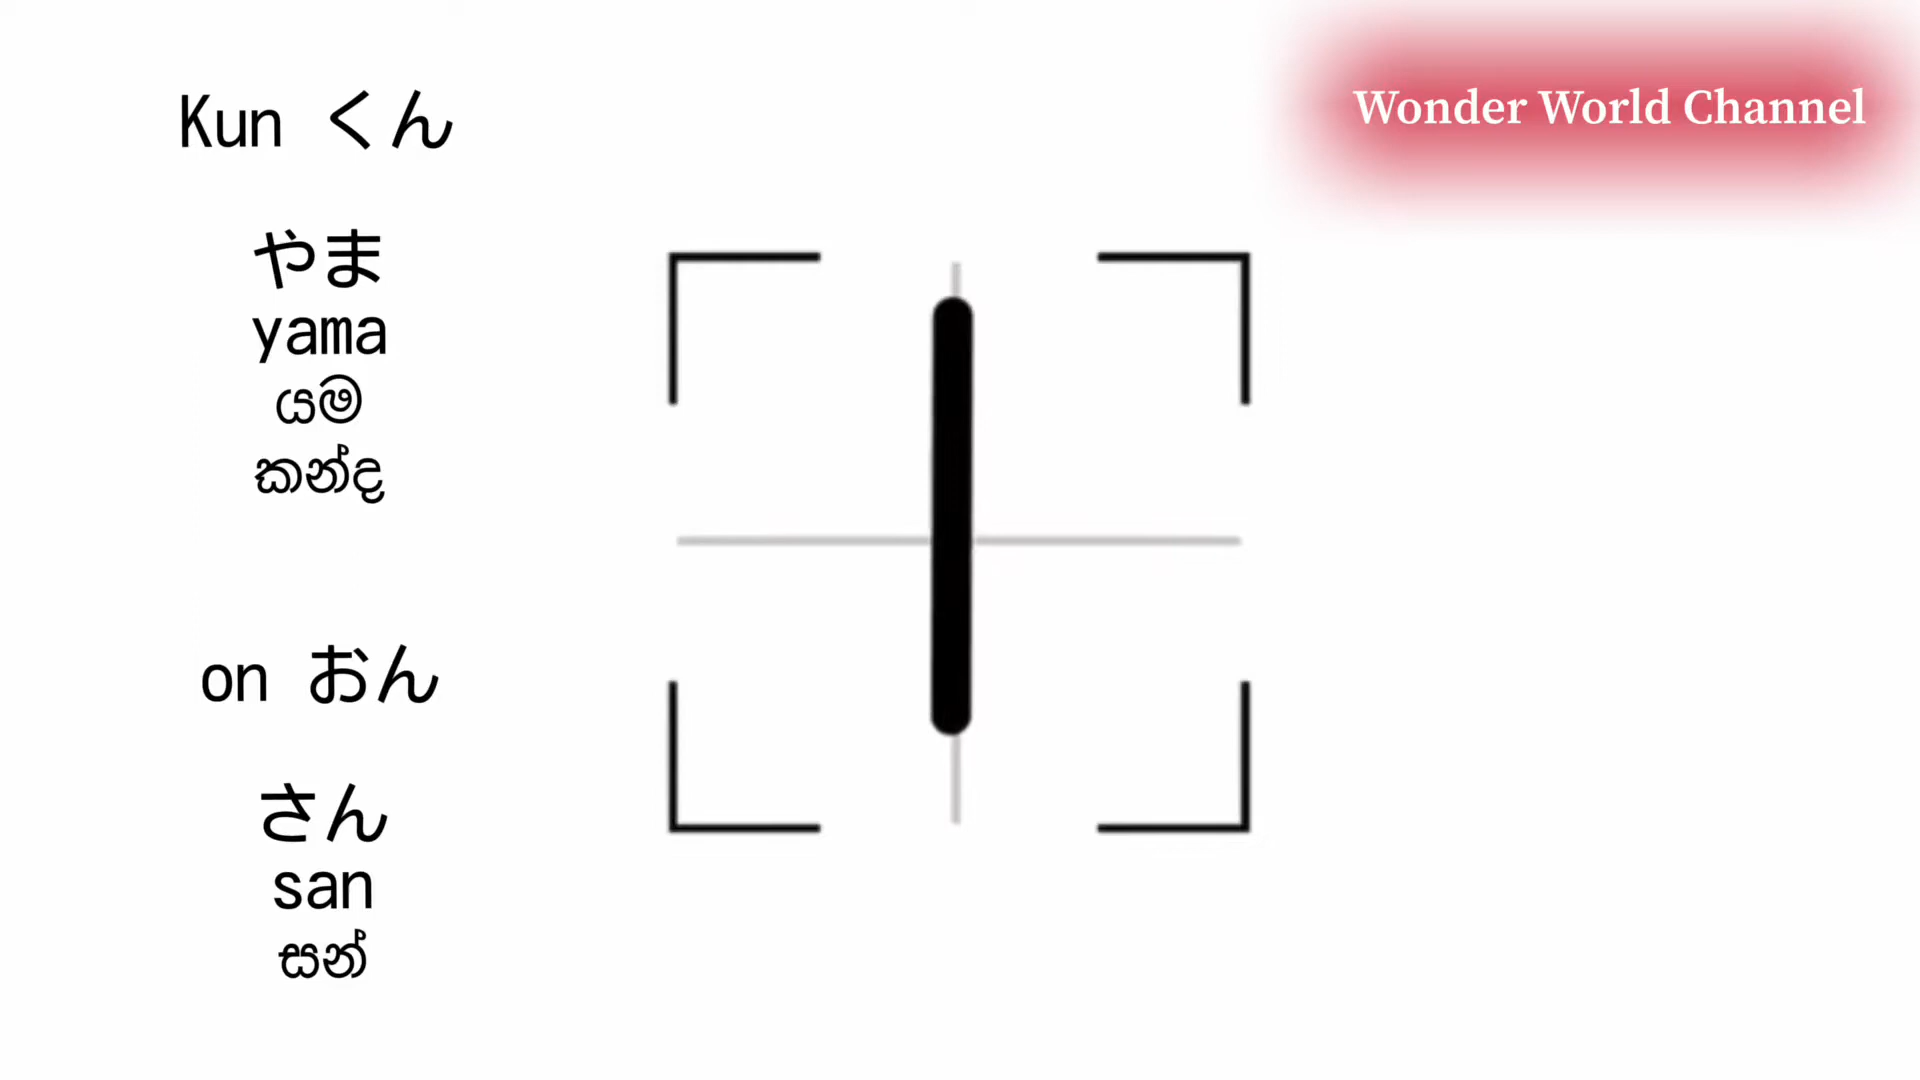 Wonder World Channel
Kun くん
やま
yama
යම
කන්ද
on おん
さん
san
සන්